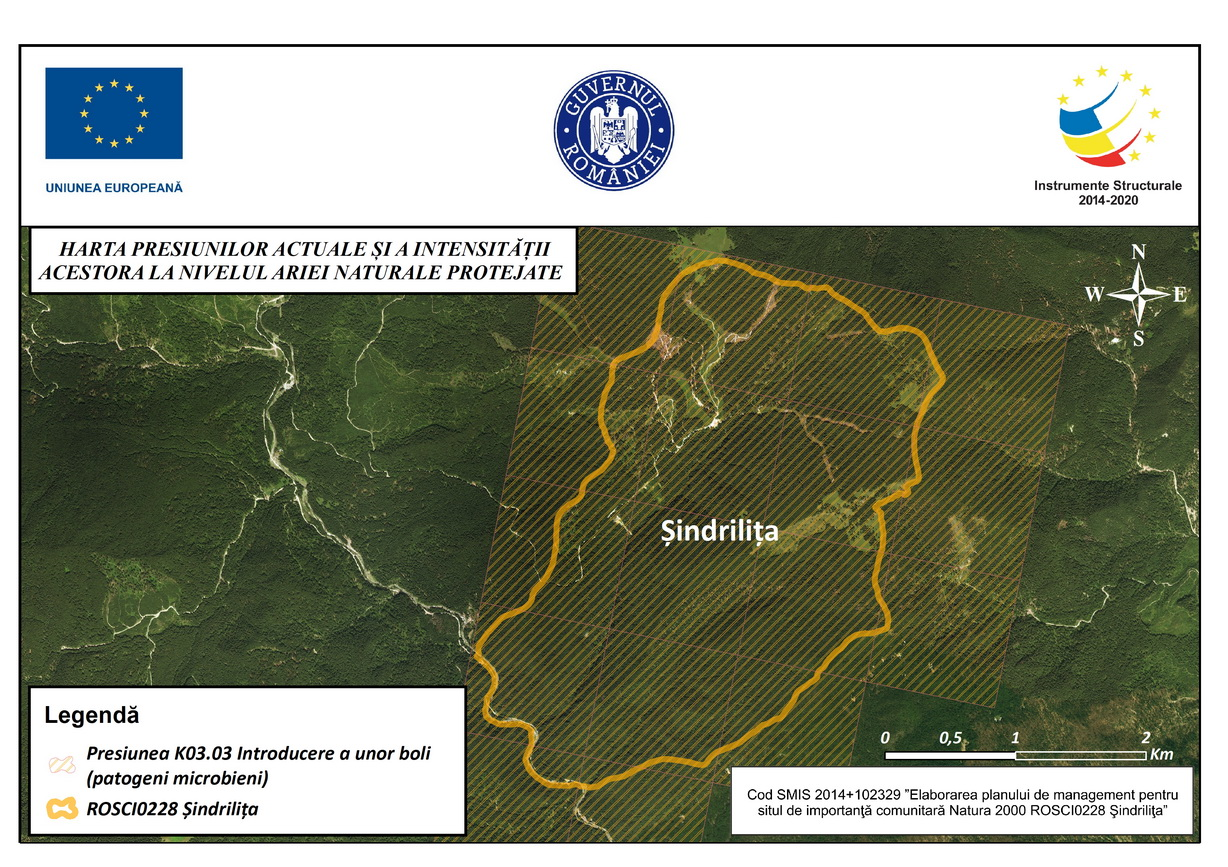 UNIUNEA EUROPEANĂ
GUVERNUL
ROMÂNIEI
Instrumente Structurale
2014-2020
HARTA PRESIUNILOR ACTUALE ȘI A INTENSITĂȚII
ACESTORA LA NIVELUL ARIEI NATURALE PROTEJATE
N
W E
S
Șindrilița
Legendă
Presiunea K03.03 Introducere a unor boli
(patogeni microbieni)
ROSCI0228 Șindrilița
0 0,5 1 2
Km
Cod SMIS 2014+102329 ”Elaborarea planului de management pentru
situl de importanţă comunitară Natura 2000 ROSCI0228 Şindriliţa”